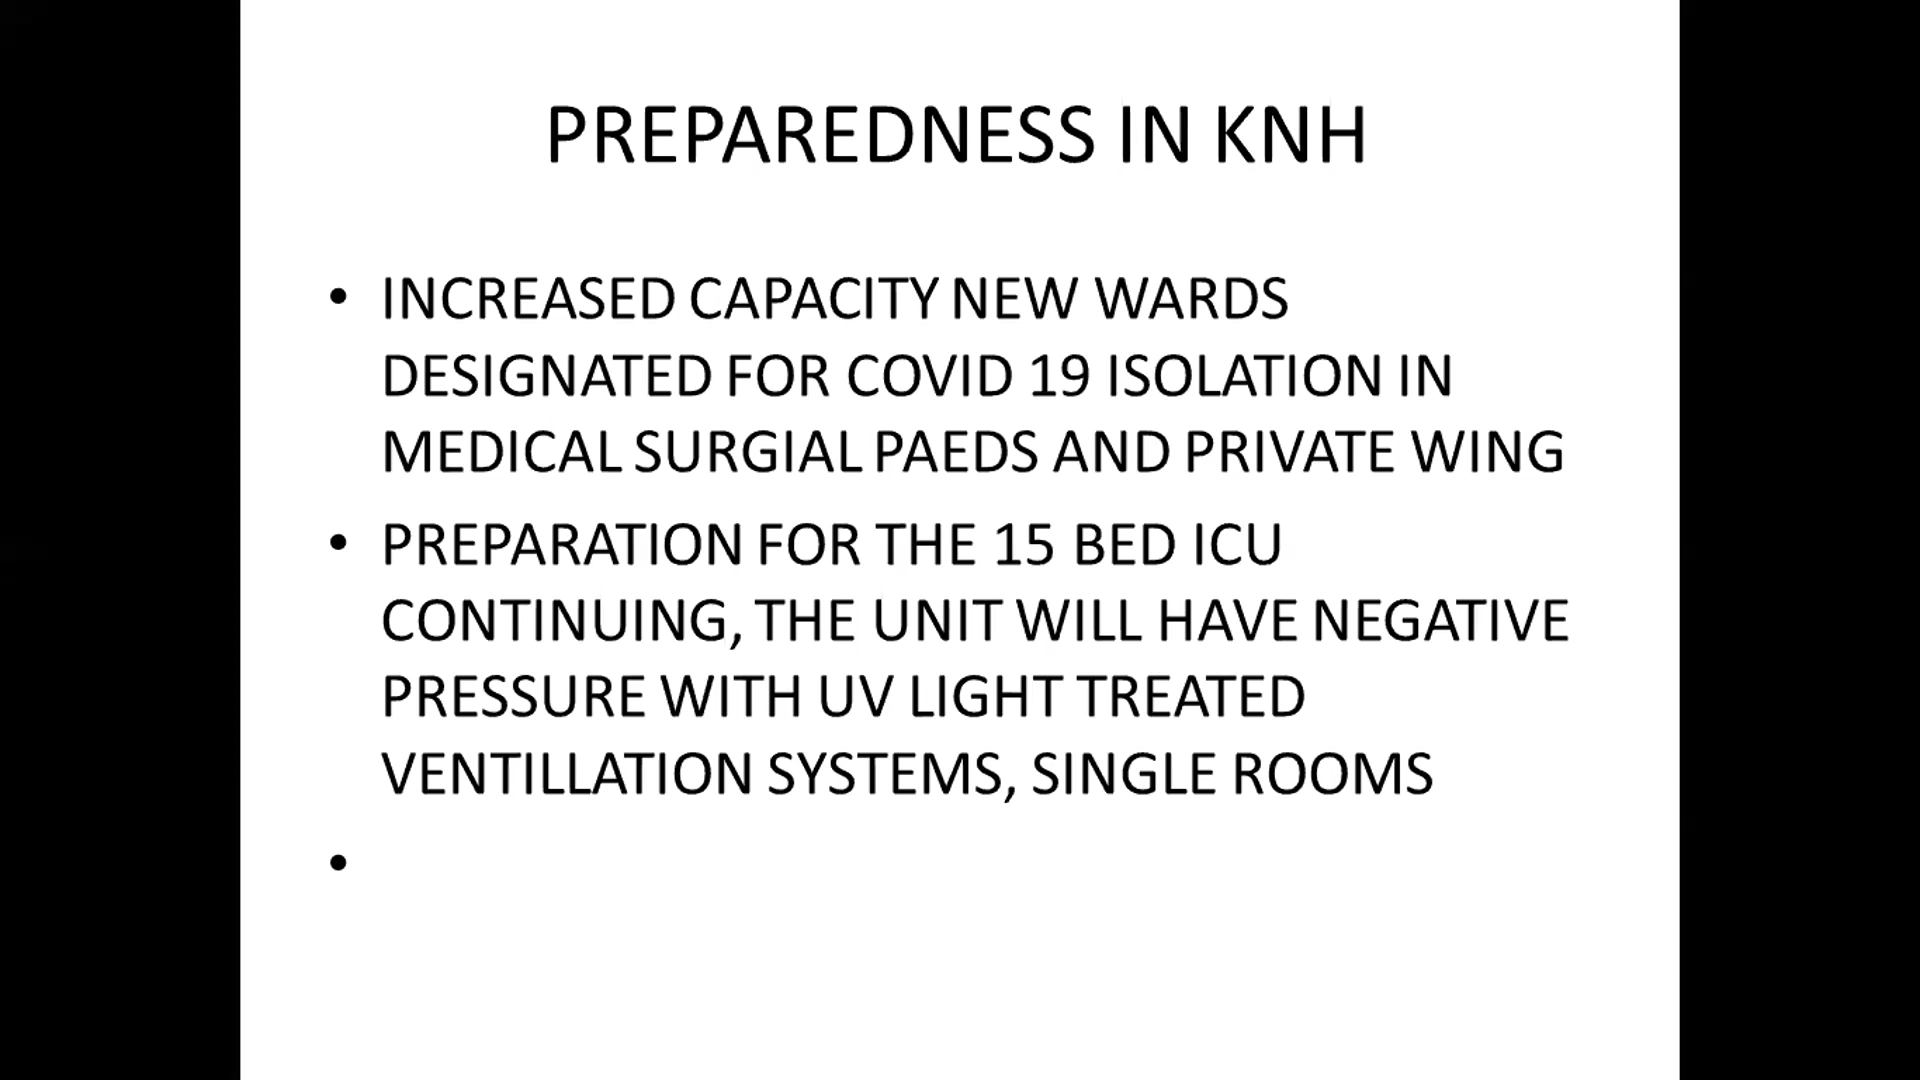 PREPAREDNESS IN KNH
• INCREASED CAPACITY NEW WARDS
DESIGNATED FOR COVID 19 ISOLATION IN
MEDICAL SURGIAL PAEDS AND PRIVATE WING
• PREPARATION FOR THE 15 BED ICU
CONTINUING, THE UNIT WILL HAVE NEGATIVE
PRESSURE WITH UV LIGHT TREATED
VENTILLATION SYSTEMS, SINGLE ROOMS
•